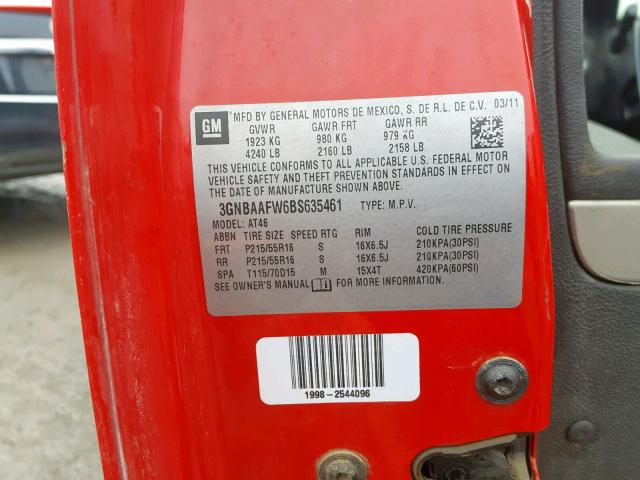 GM
MFD BY GENERAL MOTORS DE MEXICO, S. DE R.L. DE C.V. 03/11
GVWR GAWR FRT GAWR RR
1923 KG 980 KG 979 KG
4240 LB 2160 LB 2158 LB
THIS VEHICLE CONFORMS TO ALL APPLICABLE U.S. FEDERAL MOTOR
VEHICLE SAFETY AND THEFT PREVENTION STANDARDS IN EFFECT ON
THE DATE OF MANUFACTURE SHOWN ABOVE.
3GNBAAFW6BS635461 TYPE: M.P.V.
MODEL: AT46
ABBN TIRE SIZE SPEED RTG RIM COLD TIRE PRESSURE
FRT P215/55R16 S 16X6.5J 210KPA(30PSI)
RR P215/55R16 S 16X6.5J 210KPA(30PSI)
SPA T115/70D15 M 15X4T 420KPA(60PSI)
SEE OWNER'S MANUAL FOR MORE INFORMATION
1998-2544096